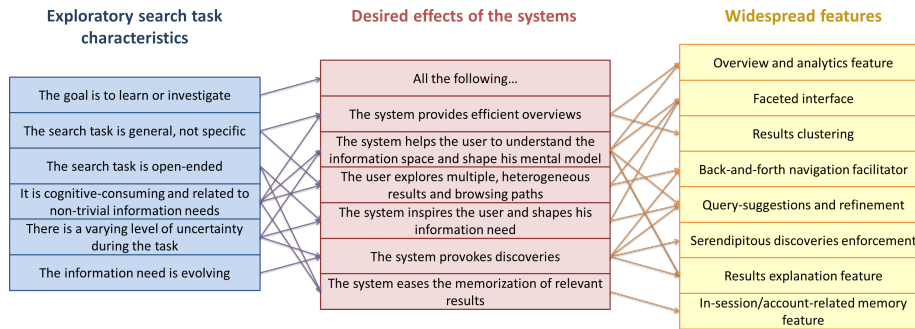 Exploratory search task
characteristics
Desired effects of the systems
Widespread features
The goal is to learn or investigate
The search task is general, not specific
The search task is open-ended
It is cognitive-consuming and related to
non-trivial information needs
There is a varying level of uncertainty
during the task
The information need is evolving
All the following...
The system provides efficient overviews
The system helps the user to understand the
information space and shape his mental model
The user explores multiple, heterogeneous
results and browsing paths
The system inspires the user and shapes his
information need
The system provokes discoveries
The system eases the memorization of relevant
results
Overview and analytics feature
Faceted interface
Results clustering
Back-and-forth navigation facilitator
Query-suggestions and refinement
Serendipitous discoveries enforcement
Results explanation feature
In-session/account-related memory
feature